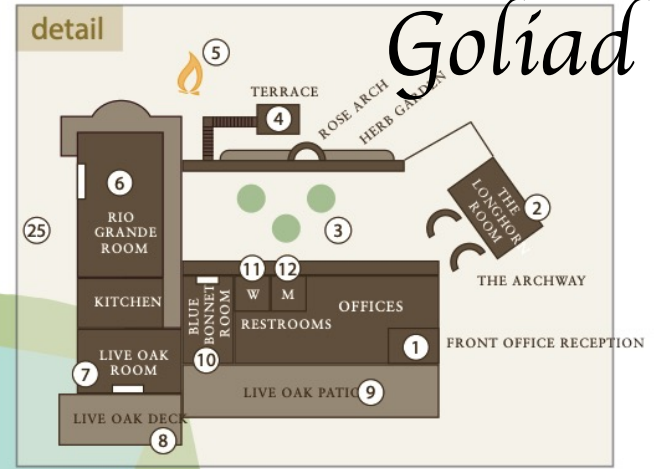 detail
Goliad
5
TERRACE
4
ROSE ARCH
HERB GARDEN
6
RIO
GRANDE
ROOM
25
3
THE
LONGHOR
ROOM
2
THE ARCHWAY
KITCHEN
11
12
W
M
BLUE
BONNET
ROOM
RESTROOMS
OFFICES
10
1
FRONT OFFICE RECEPTION
LIVE OAK
ROOM
7
LIVE OAK PATIO
9
LIVE OAK DECK
8